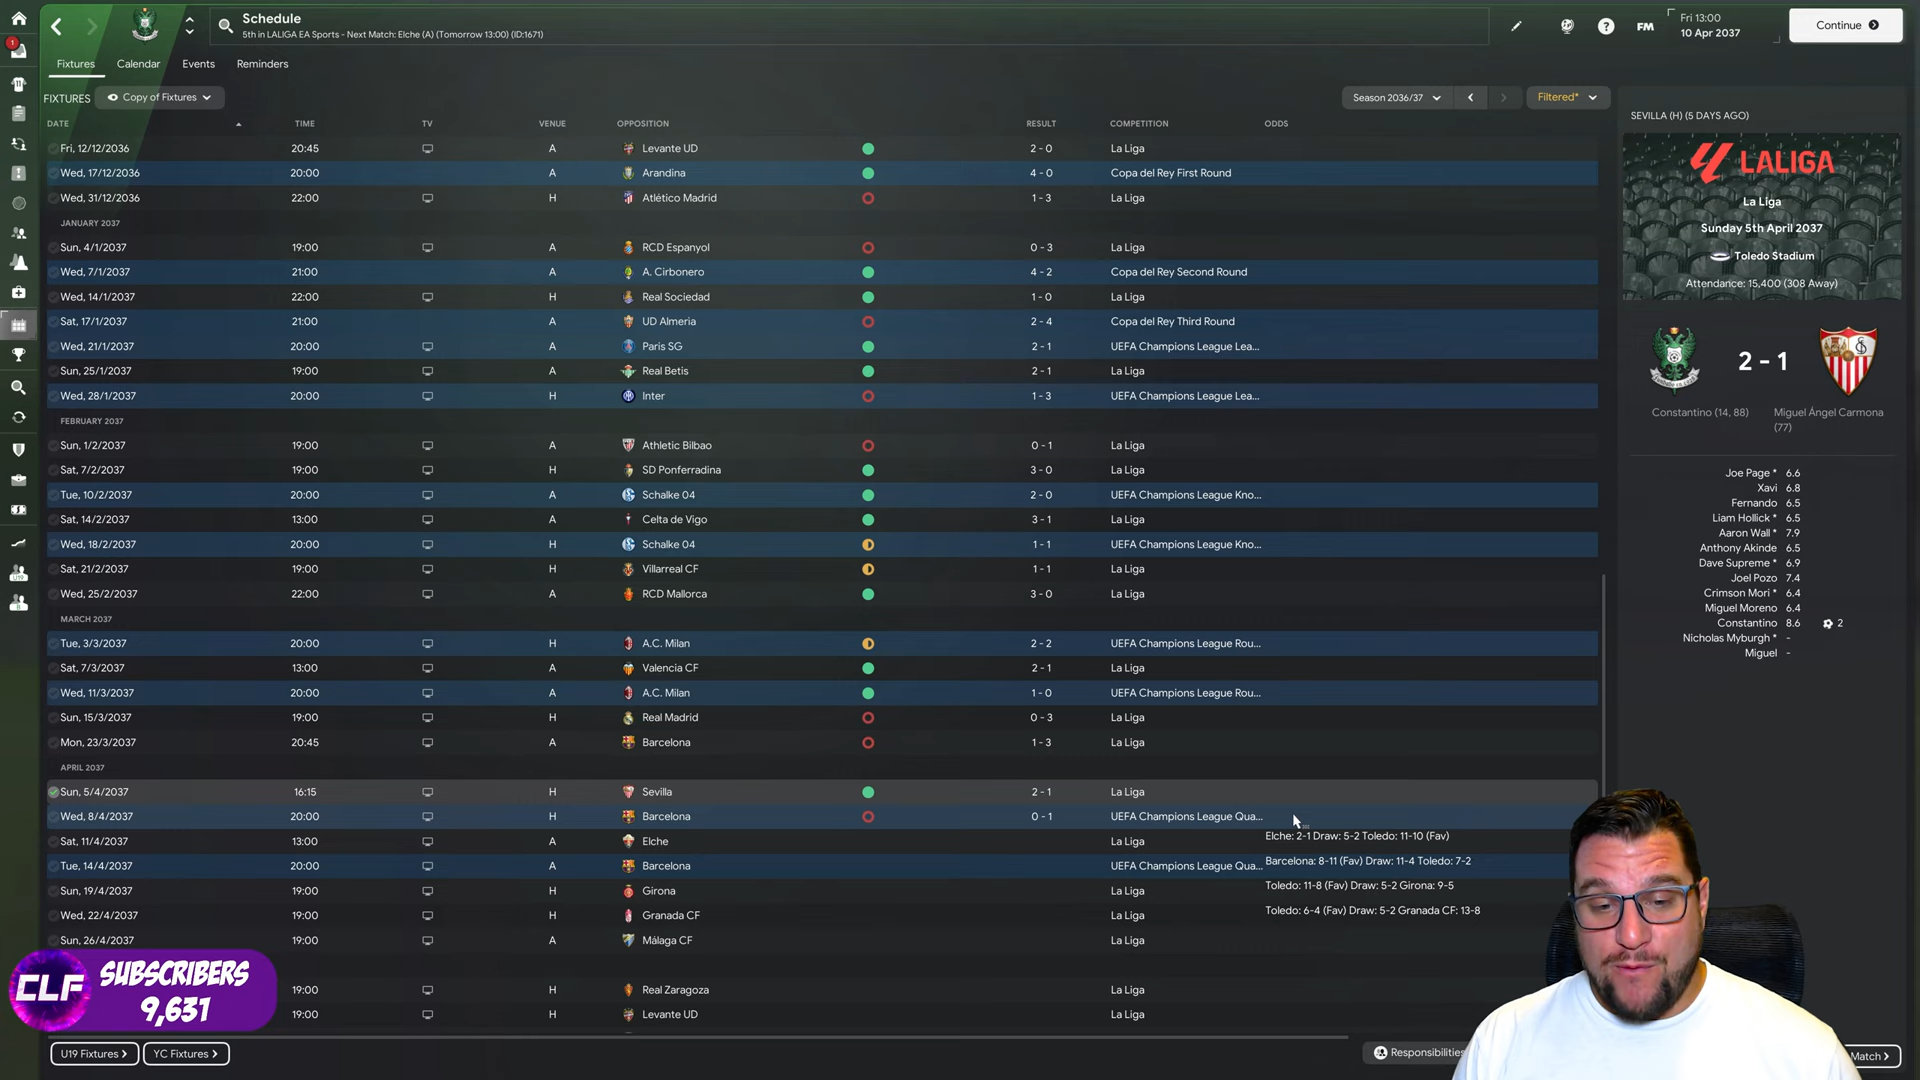 Schedule
5th in LALIGA EA Sports - Next Match: Elche (A) (Tomorrow 13:00) (ID:1671)
FM
Fri 13:00
10 Apr 2037
Continue
1
Fixtures Calendar Events Reminders
FIXTURES Copy of Fixtures
Season 2036/37
Filtered*
DATE TIME TV VENUE OPPOSITION RESULT COMPETITION ODDS
Fri, 12/12/2036 20:45 A Levante UD 2 - 0 La Liga
Wed, 17/12/2036 20:00 A Arandina 4 - 0 Copa del Rey First Round
Wed, 31/12/2036 22:00 H Atlético Madrid 1 - 3 La Liga
JANUARY 2037
Sun, 4/1/2037 19:00 A RCD Espanyol 0 - 3 La Liga
Wed, 7/1/2037 21:00 A A. Cirbonero 4 - 2 Copa del Rey Second Round
Wed, 14/1/2037 22:00 H Real Sociedad 1 - 0 La Liga
Sat, 17/1/2037 21:00 A UD Almeria 2 - 4 Copa del Rey Third Round
Wed, 21/1/2037 20:00 A Paris SG 2 - 1 UEFA Champions League Lea...
Sun, 25/1/2037 19:00 A Real Betis 2 - 1 La Liga
Wed, 28/1/2037 20:00 H Inter 1 - 3 UEFA Champions League Lea...
FEBRUARY 2037
Sun, 1/2/2037 19:00 A Athletic Bilbao 0 - 1 La Liga
Sat, 7/2/2037 19:00 H SD Ponferradina 3 - 0 La Liga
Tue, 10/2/2037 20:00 A Schalke 04 2 - 0 UEFA Champions League Kno...
Sat, 14/2/2037 13:00 A Celta de Vigo 3 - 1 La Liga
Wed, 18/2/2037 20:00 H Schalke 04 1 - 1 UEFA Champions League Kno...
Sat, 21/2/2037 19:00 H Villarreal CF 1 - 1 La Liga
Wed, 25/2/2037 22:00 A RCD Mallorca 3 - 0 La Liga
MARCH 2037
Tue, 3/3/2037 20:00 H A.C. Milan 2 - 2 UEFA Champions League Rou...
Sat, 7/3/2037 13:00 A Valencia CF 2 - 1 La Liga
Wed, 11/3/2037 20:00 A A.C. Milan 1 - 0 UEFA Champions League Rou...
Sun, 15/3/2037 19:00 H Real Madrid 0 - 3 La Liga
Mon, 23/3/2037 20:45 A Barcelona 1 - 3 La Liga
APRIL 2037
Sun, 5/4/2037 16:15 H Sevilla 2 - 1 La Liga
Wed, 8/4/2037 20:00 H Barcelona 0 - 1 UEFA Champions League Qua...
Sat, 11/4/2037 13:00 A Elche La Liga Elche: 2-1 Draw: 5-2 Toledo: 11-10 (Fav)
Tue, 14/4/2037 20:00 A Barcelona UEFA Champions League Qua... Barcelona: 8-11 (Fav) Draw: 11-4 Toledo: 7-2
Sun, 19/4/2037 19:00 H Girona La Liga Toledo: 11-8 (Fav) Draw: 5-2 Girona: 9-5
Wed, 22/4/2037 19:00 H Granada CF La Liga Toledo: 6-4 (Fav) Draw: 5-2 Granada CF: 13-8
Sun, 26/4/2037 19:00 A Málaga CF La Liga
19:00 H Real Zaragoza La Liga
19:00 H Levante UD La Liga
U19 Fixtures
YC Fixtures
Responsibilities
Match
SEVILLA (H) (5 DAYS AGO)
LALIGA
La Liga
Sunday 5th April 2037
Toledo Stadium
Attendance: 15,400 (308 Away)
2 - 1
Constantino (14, 88)
Miguel Ángel Carmona
(77)
Joe Page * 6.6
Xavi 6.8
Fernando 6.5
Liam Hollick * 6.5
Aaron Wall * 7.9
Anthony Akinde 6.5
Dave Supreme * 6.9
Joel Pozo 7.4
Crimson Mori * 6.4
Miguel Moreno 6.4
Constantino 8.6 2
Nicholas Myburgh * -
Miguel -
CLF
SUBSCRIBERS
9,631
U19